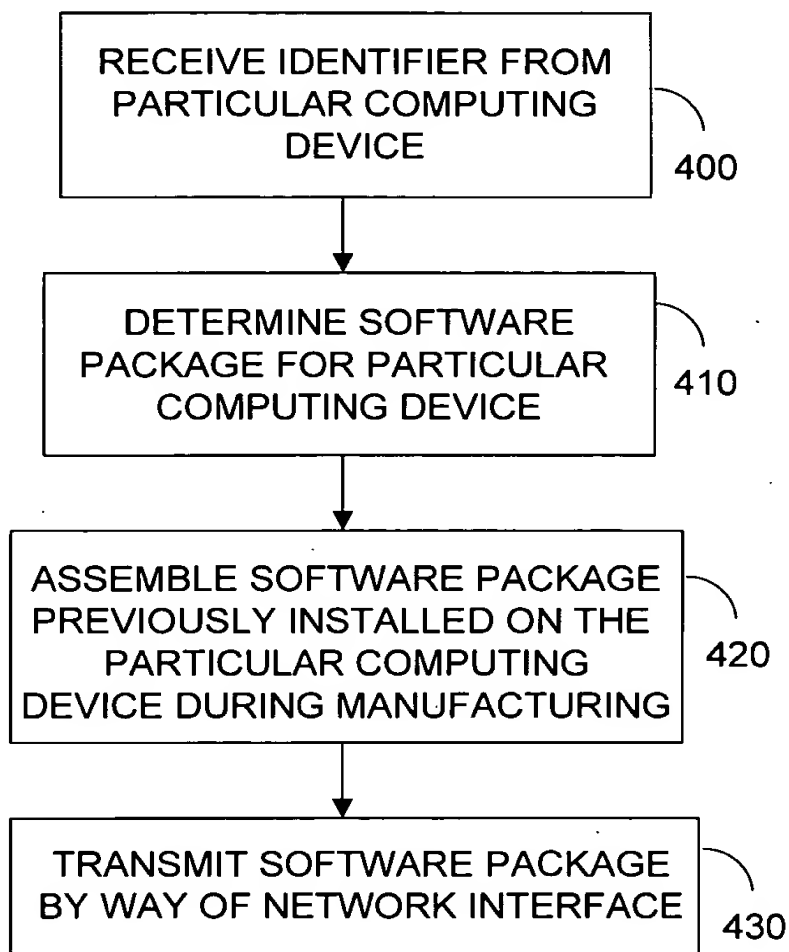 RECEIVE IDENTIFIER FROM
PARTICULAR COMPUTING
DEVICE
400
DETERMINE SOFTWARE
PACKAGE FOR PARTICULAR
COMPUTING DEVICE
410
ASSEMBLE SOFTWARE PACKAGE
PREVIOUSLY INSTALLED ON THE
PARTICULAR COMPUTING
DEVICE DURING MANUFACTURING
420
TRANSMIT SOFTWARE PACKAGE
BY WAY OF NETWORK INTERFACE
430